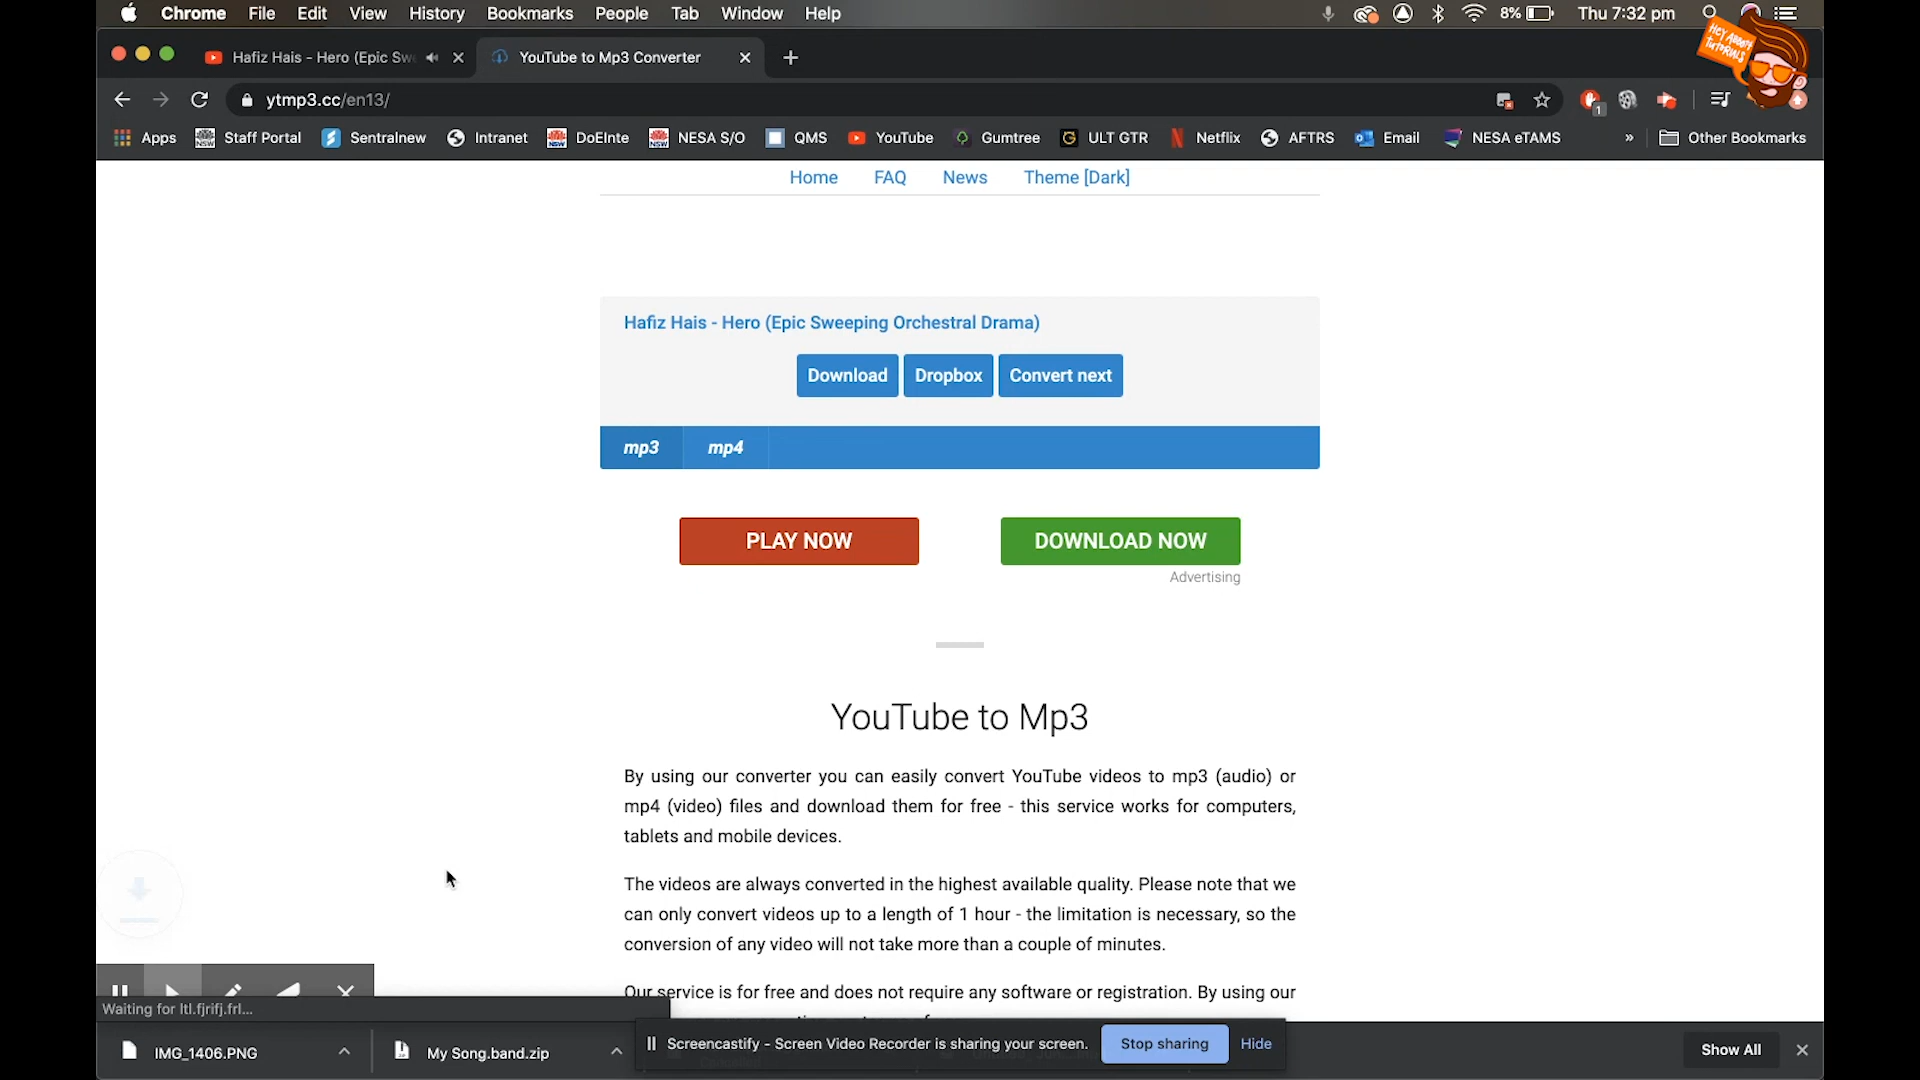 Chrome File Edit View History Bookmarks People Tab Window Help 8% Thu 7:32 pm
HEY ABBOTT TUTORIALS
Hafiz Hais - Hero (Epic Swe YouTube to Mp3 Converter
ytmp3.cc/en13/ 1
Apps Staff Portal Sentralnew Intranet DoEInte NESA S/O QMS YouTube Gumtree ULT GTR Netflix AFTRS Email NESA eTAMS » Other Bookmarks
Home FAQ News Theme [Dark]
Hafiz Hais - Hero (Epic Sweeping Orchestral Drama)
Download Dropbox Convert next
mp3 mp4
PLAY NOW DOWNLOAD NOW
Advertising
YouTube to Mp3
By using our converter you can easily convert YouTube videos to mp3 (audio) or
mp4 (video) files and download them for free - this service works for computers,
tablets and mobile devices.
The videos are always converted in the highest available quality. Please note that we
can only convert videos up to a length of 1 hour - the limitation is necessary, so the
conversion of any video will not take more than a couple of minutes.
Our service is for free and does not require any software or registration. By using our
Waiting for ltl.fjrifj.frl...
IMG_1406.PNG My Song.band.zip Screencastify - Screen Video Recorder is sharing your screen. Stop sharing Hide Show All